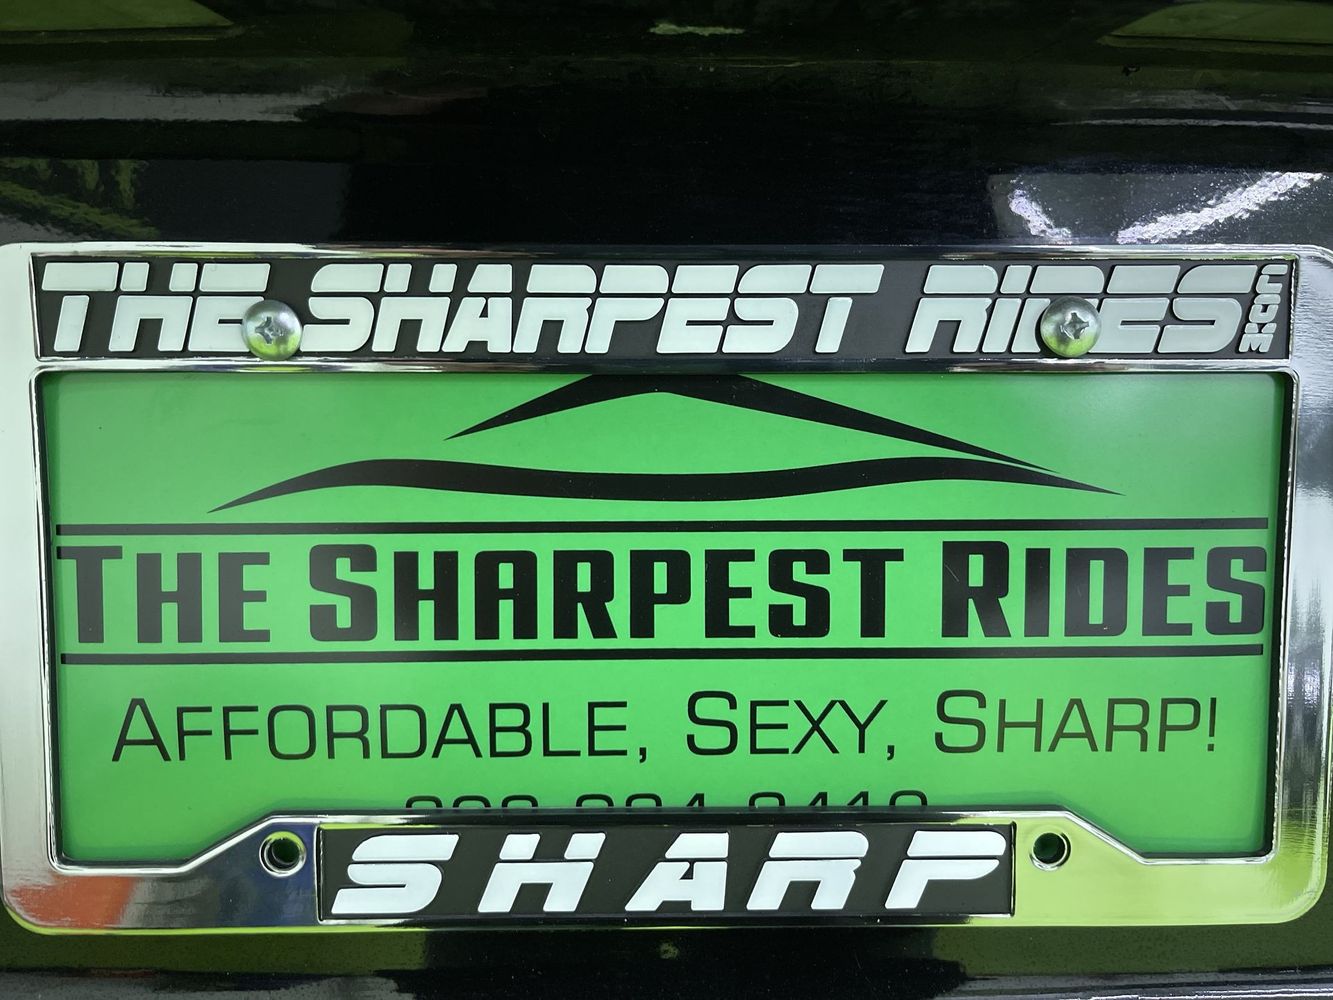 THE SHARPEST RIDES.COM
THE SHARPEST RIDES
AFFORDABLE, SEXY, SHARP!
SHARP